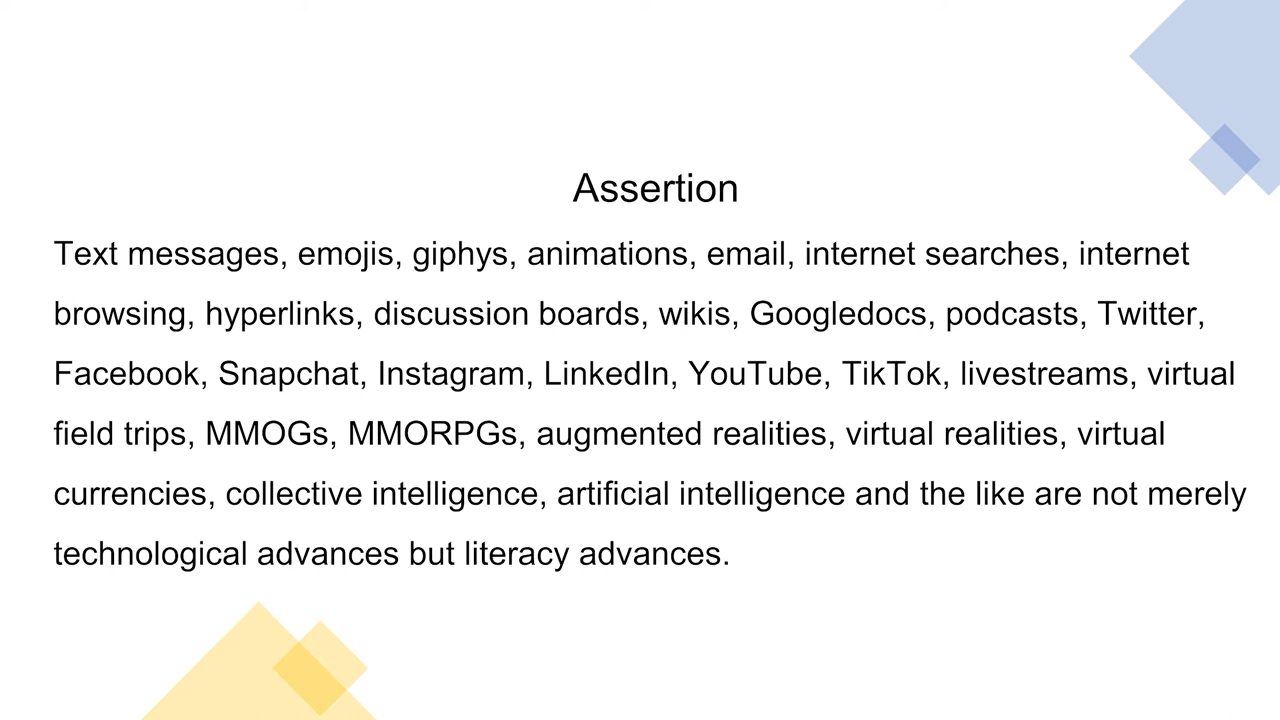 Assertion
Text messages, emojis, giphys, animations, email, internet searches, internet
browsing, hyperlinks, discussion boards, wikis, Googledocs, podcasts, Twitter,
Facebook, Snapchat, Instagram, LinkedIn, YouTube, TikTok, livestreams, virtual
field trips, MMOGs, MMORPGs, augmented realities, virtual realities, virtual
currencies, collective intelligence, artificial intelligence and the like are not merely
technological advances but literacy advances.